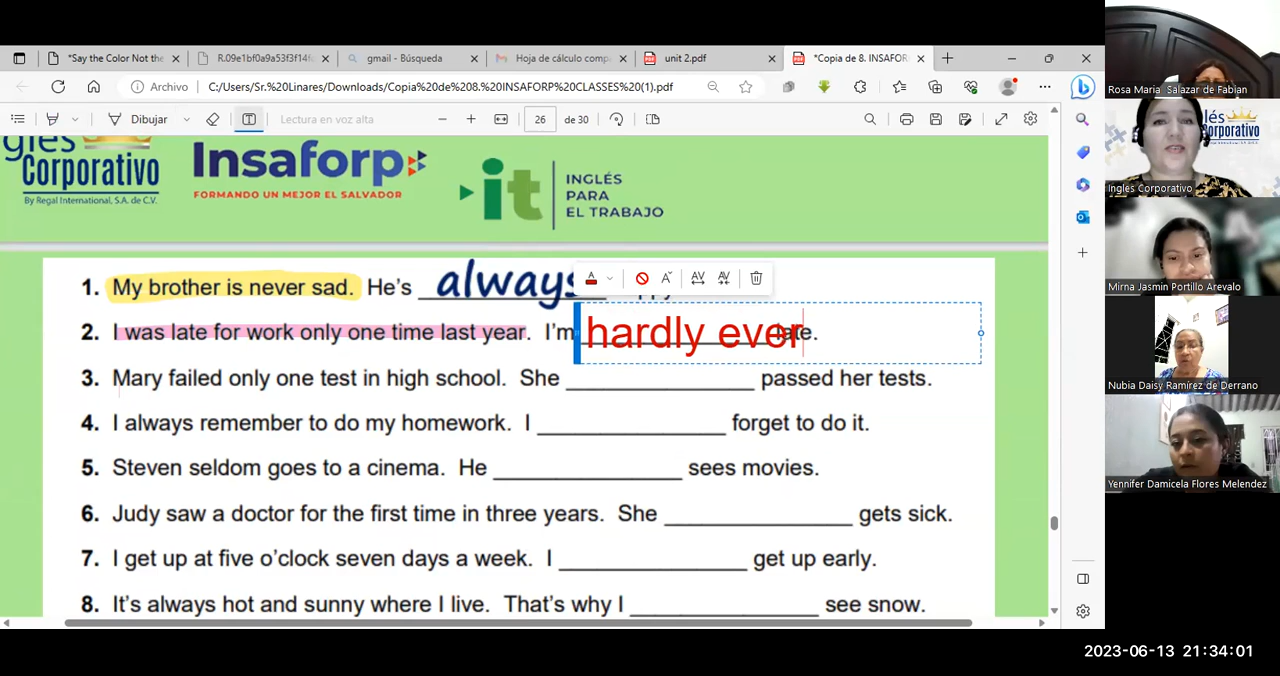 *Say the Color Not the
R.09e1bf0a9a53f3f14f
gmail - Búsqueda
Hoja de cálculo comp
unit 2.pdf
*Copia de 8. INSAFOR
Archivo
C:/Users/Sr.%20Linares/Downloads/Copia%20de%208.%20INSAFORP%20CLASSES%20(1).pdf
Dibujar
Lectura en voz alta
26
de 30
Inglés
Corporativo
By Regal International, S.A. de C.V.
Insaforp
FORMANDO UN MEJOR EL SALVADOR
it
INGLÉS
PARA
EL TRABAJO
1. My brother is never sad. He's always
2. I was late for work only one time last year. I'm hardly ever late.
3. Mary failed only one test in high school. She _______________ passed her tests.
4. I always remember to do my homework. I _______________ forget to do it.
5. Steven seldom goes to a cinema. He _______________ sees movies.
6. Judy saw a doctor for the first time in three years. She _______________ gets sick.
7. I get up at five o'clock seven days a week. I _______________ get up early.
8. It's always hot and sunny where I live. That's why I _______________ see snow.
Rosa Maria Salazar de Fabian
Ingles Corporativo
Mirna Jasmin Portillo Arevalo
Nubia Daisy Ramírez de Derrano
Yennifer Damicela Flores Melendez
2023-06-13 21:34:01